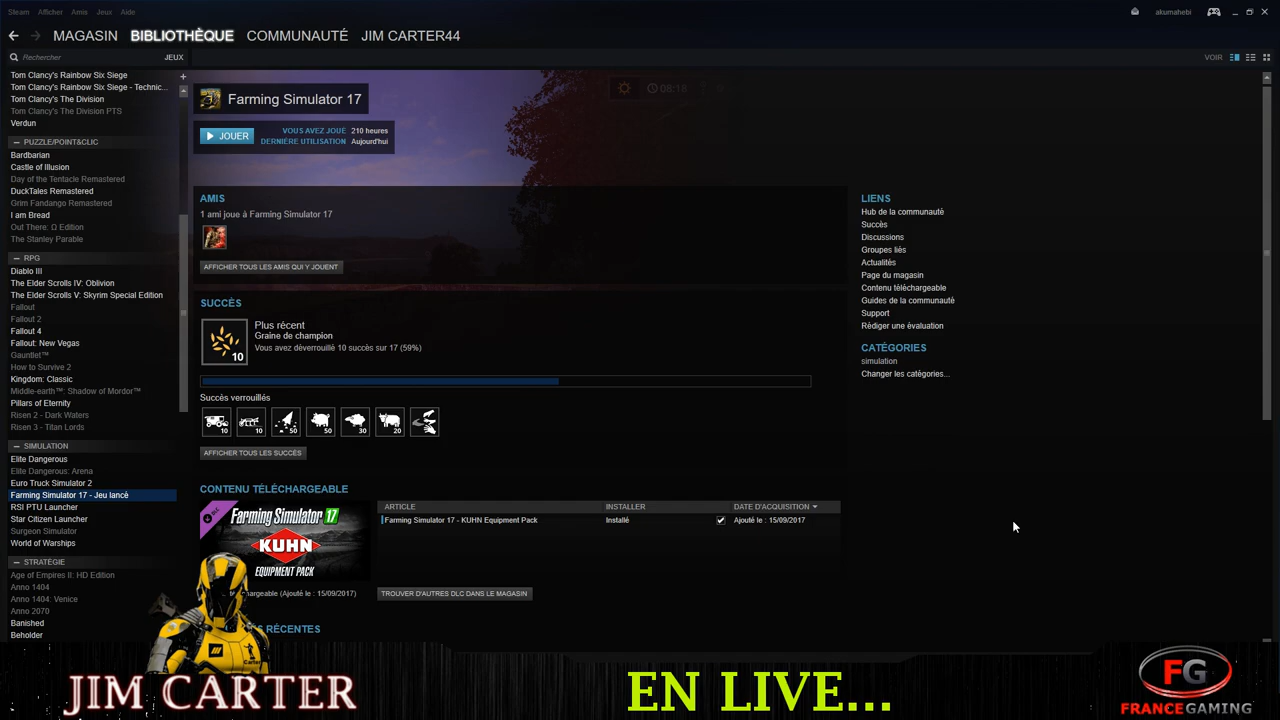 Steam Afficher Amis Jeux Aide
akumahebi
MAGASIN BIBLIOTHÈQUE COMMUNAUTÉ JIM CARTER44
Rechercher JEUX
VOIR
Tom Clancy's Rainbow Six Siege
Tom Clancy's Rainbow Six Siege - Technic...
Tom Clancy's The Division
Tom Clancy's The Division PTS
Verdun
PUZZLE/POINT&CLIC
Bardbarian
Castle of Illusion
Day of the Tentacle Remastered
DuckTales Remastered
Grim Fandango Remastered
I am Bread
Out There: Ω Edition
The Stanley Parable
RPG
Diablo III
The Elder Scrolls IV: Oblivion
The Elder Scrolls V: Skyrim Special Edition
Fallout
Fallout 2
Fallout 4
Fallout: New Vegas
Gauntlet™
How to Survive 2
Kingdom: Classic
Middle-earth™: Shadow of Mordor™
Pillars of Eternity
Risen 2 - Dark Waters
Risen 3 - Titan Lords
SIMULATION
Elite Dangerous
Elite Dangerous: Arena
Euro Truck Simulator 2
Farming Simulator 17 - Jeu lancé
RSI PTU Launcher
Star Citizen Launcher
Surgeon Simulator
World of Warships
STRATÉGIE
Age of Empires II: HD Edition
Anno 1404
Anno 1404: Venice
Anno 2070
Banished
Beholder
Farming Simulator 17
08:18
JOUER
VOUS AVEZ JOUÉ 210 heures
DERNIÈRE UTILISATION Aujourd'hui
AMIS
1 ami joue à Farming Simulator 17
AFFICHER TOUS LES AMIS QUI Y JOUENT
SUCCÈS
10
Plus récent
Graine de champion
Vous avez déverrouillé 10 succès sur 17 (59%)
Succès verrouillés
10 10 50 50 30 20
AFFICHER TOUS LES SUCCÈS
CONTENU TÉLÉCHARGEABLE
DLC
Farming Simulator 17
KUHN
EQUIPMENT PACK
ARTICLE INSTALLER DATE D'ACQUISITION
Farming Simulator 17 - KUHN Equipment Pack Installé Ajouté le : 15/09/2017
chargeable (Ajouté le : 15/09/2017)
TROUVER D'AUTRES DLC DANS LE MAGASIN
ÉS RÉCENTES
LIENS
Hub de la communauté
Succès
Discussions
Groupes liés
Actualités
Page du magasin
Contenu téléchargeable
Guides de la communauté
Support
Rédiger une évaluation
CATÉGORIES
simulation
Changer les catégories...
Carter
JIM CARTER
EN LIVE...
FG
FRANCEGAMING